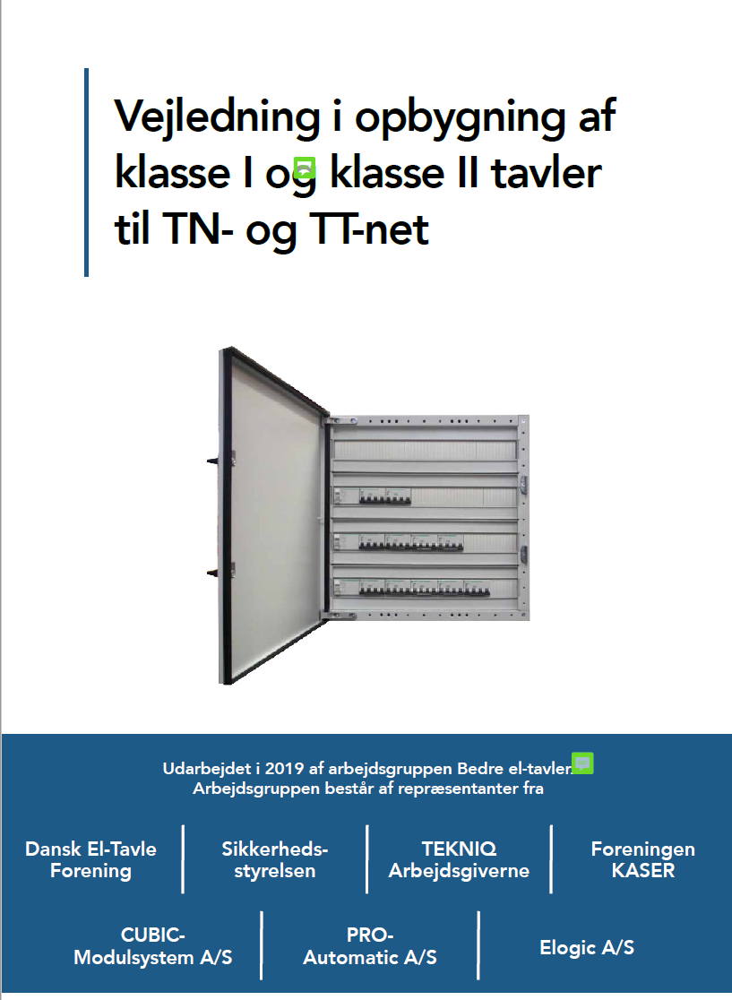 Vejledning i opbygning af
klasse I og klasse II tavler
til TN- og TT-net
Udarbejdet i 2019 af arbejdsgruppen Bedre el-tavler.
Arbejdsgruppen består af repræsentanter fra
Dansk El-Tavle
Forening
Sikkerheds-
styrelsen
TEKNIQ
Arbejdsgiverne
Foreningen
KASER
CUBIC-
Modulsystem A/S
PRO-
Automatic A/S
Elogic A/S